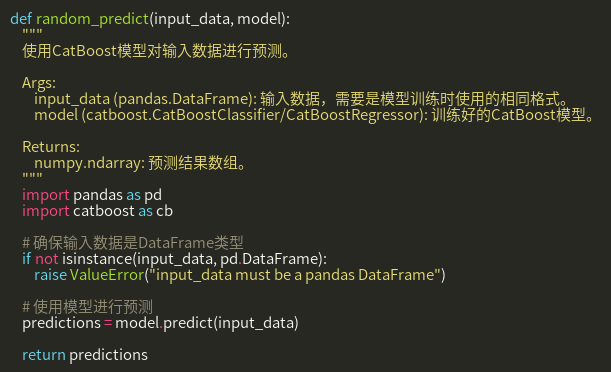 def random_predict(input_data, model):
    """
    使用CatBoost模型对输入数据进行预测。

    Args:
        input_data (pandas.DataFrame): 输入数据，需要是模型训练时使用的相同格式。
        model (catboost.CatBoostClassifier/CatBoostRegressor): 训练好的CatBoost模型。

    Returns:
        numpy.ndarray: 预测结果数组。
    """
    import pandas as pd
    import catboost as cb

    # 确保输入数据是DataFrame类型
    if not isinstance(input_data, pd.DataFrame):
        raise ValueError("input_data must be a pandas DataFrame")

    # 使用模型进行预测
    predictions = model.predict(input_data)

    return predictions